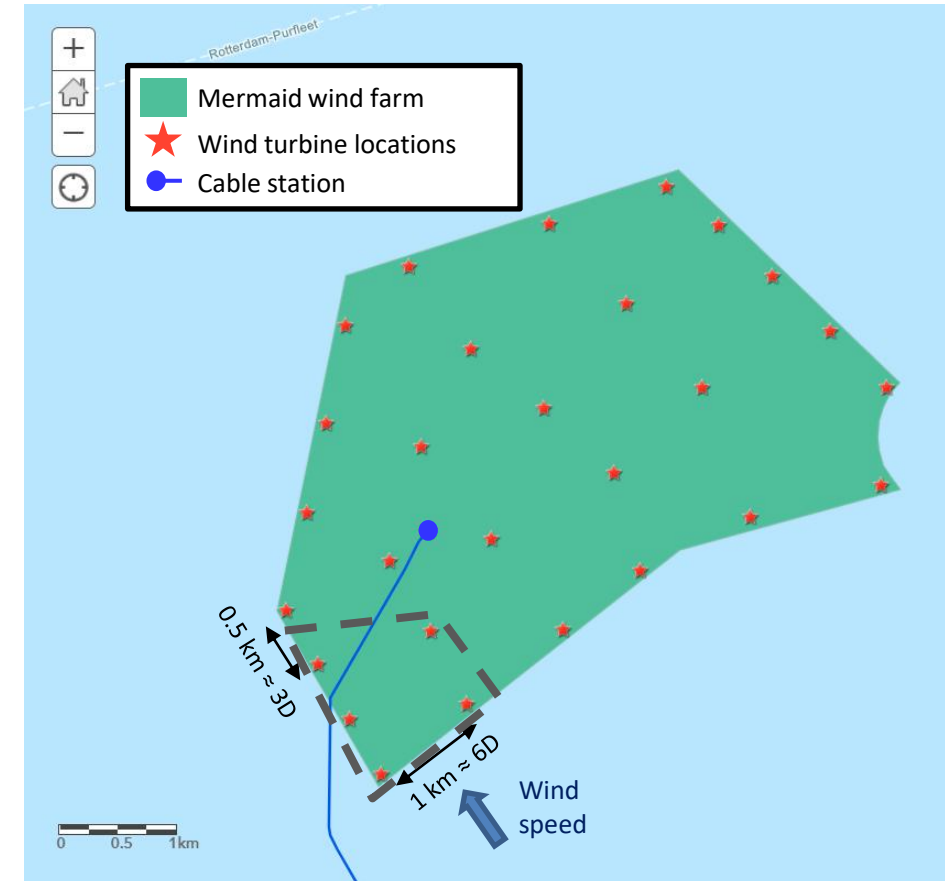 +
Rotterdam-Purfleet
−
Mermaid wind farm
Wind turbine locations
Cable station
0.5 km ≈ 3D
1 km ≈ 6D
Wind
speed
0 0.5 1km